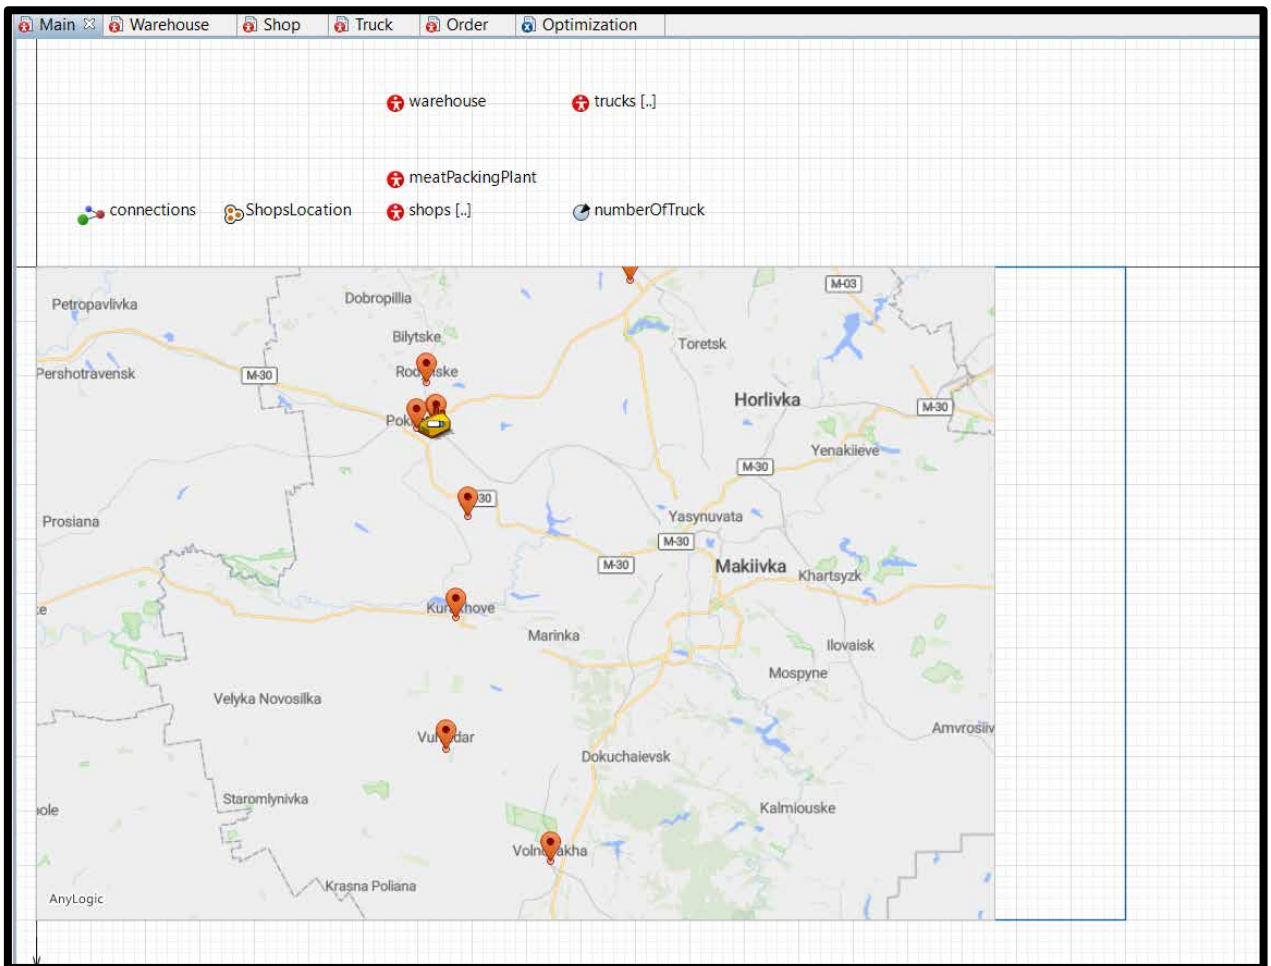 Main Warehouse Shop Truck Order Optimization
warehouse trucks [..]
meatPackingPlant
connections ShopsLocation shops [..] numberOfTruck
M-03
Petropavlivka Dobropillia
Bilytske
Toretsk
Pershotravensk M-30
Horlivka
M-30
Yenakiieve
M-30
30
Prosiana Yasynuvata
M-30
M-30 Makiivka
Khartsyzk
Marinka
Ilovaisk
Mospyne
Velyka Novosilka
Amvrosiiv
Dokuchaievsk
Staromlynivka
Kalmiouske
ole
Krasna Poliana
AnyLogic